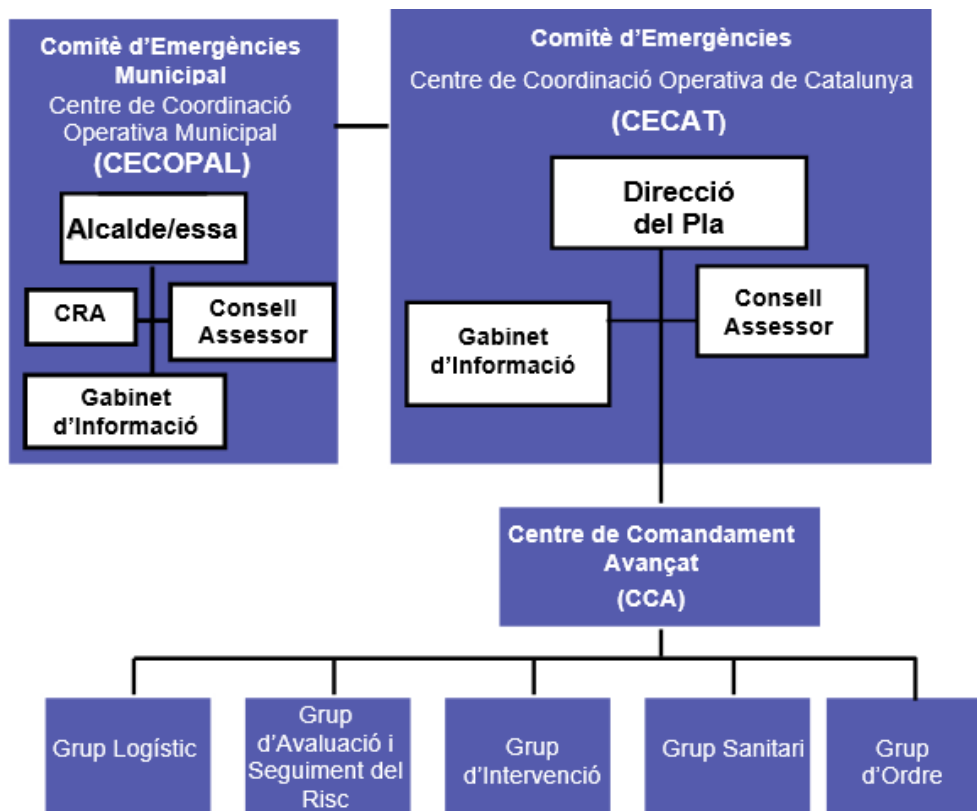 Comitè d'Emergències
Municipal
Centre de Coordinació
Operativa Municipal
(CECOPAL)
Alcalde/essa
CRA
Consell
Assessor
Gabinet
d'Informació
Comitè d'Emergències
Centre de Coordinació Operativa de Catalunya
(CECAT)
Direcció
del Pla
Gabinet
d'Informació
Consell
Assessor
Centre de Comandament
Avançat
(CCA)
Grup Logístic
Grup
d'Avaluació i
Seguiment del
Risc
Grup
d'Intervenció
Grup Sanitari
Grup
d'Ordre